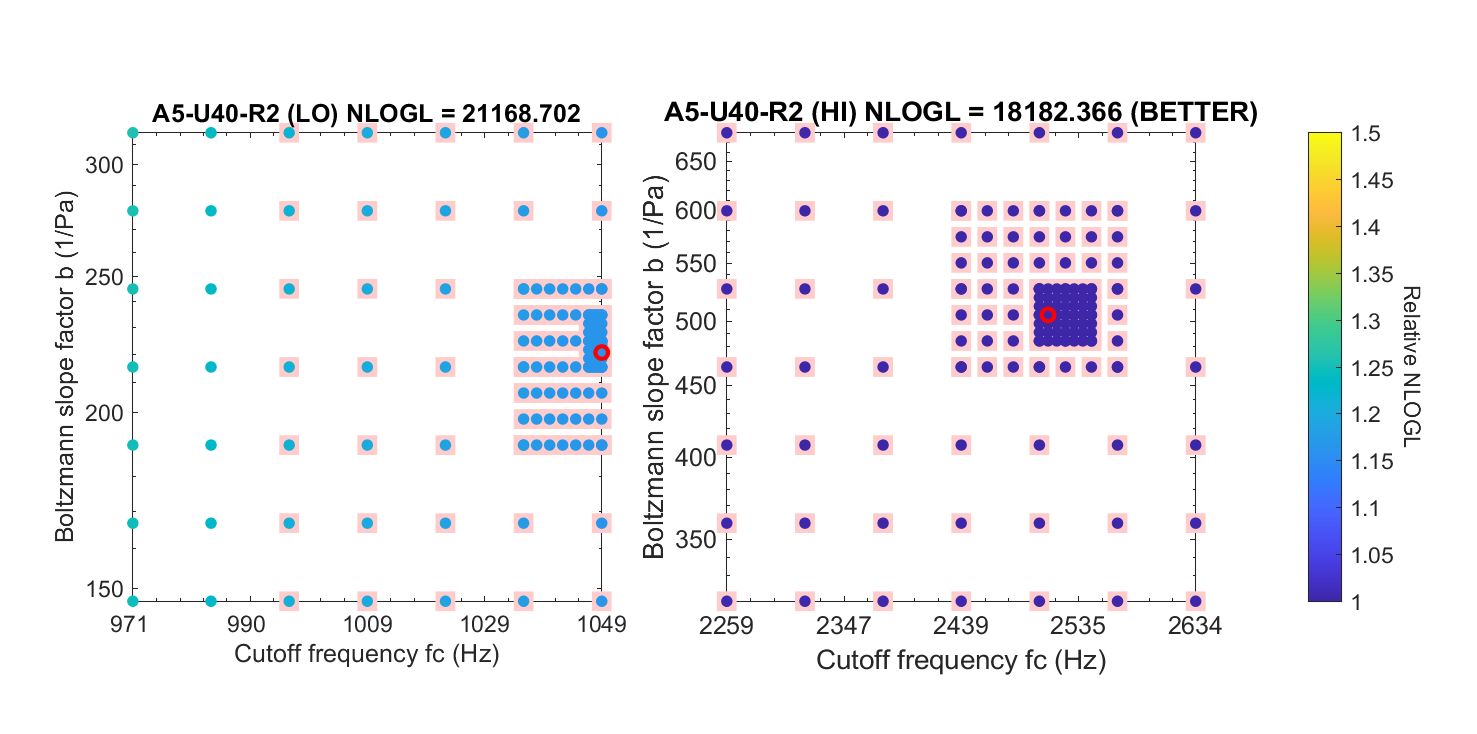 A5-U40-R2 (LO) NLOGL = 21168.702
300
250
200
150
Boltzmann slope factor b (1/Pa)
971 990 1009 1029 1049
Cutoff frequency fc (Hz)
A5-U40-R2 (HI) NLOGL = 18182.366 (BETTER)
650
600
550
500
450
400
350
Boltzmann slope factor b (1/Pa)
2259 2347 2439 2535 2634
Cutoff frequency fc (Hz)
1.5
1.45
1.4
1.35
1.3
1.25
1.2
1.15
1.1
1.05
1
Relative NLOGL